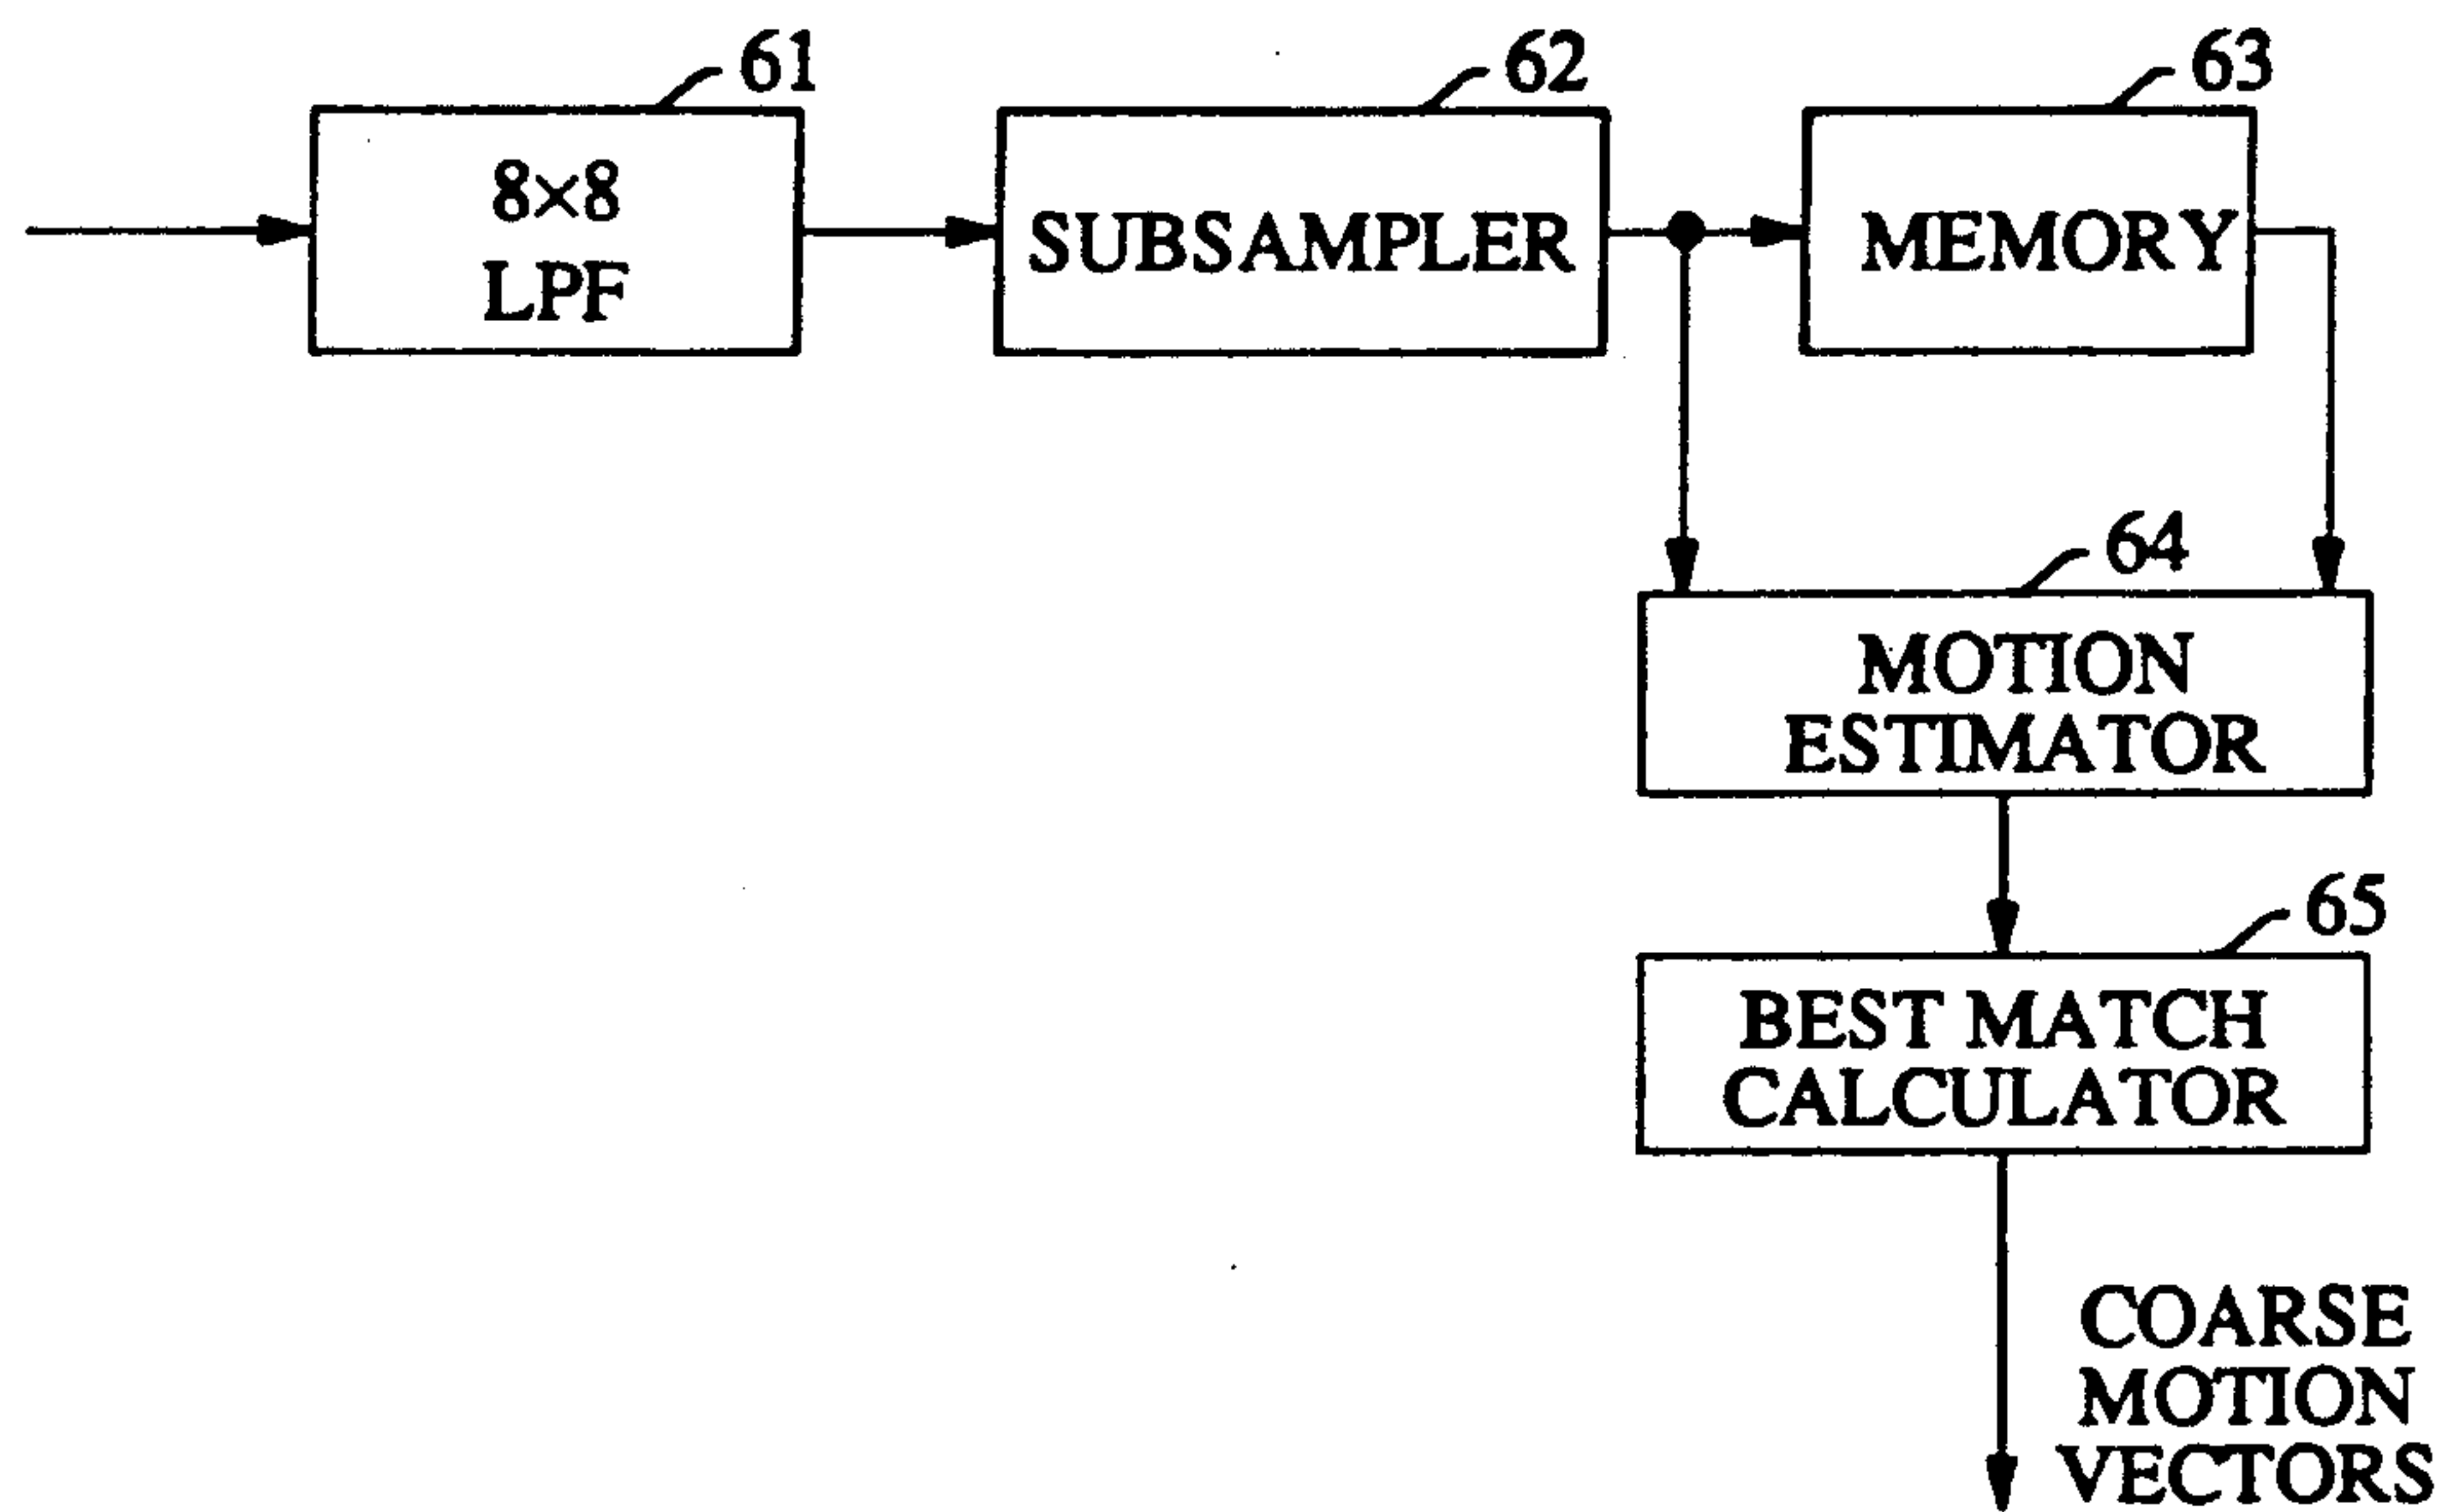 61
62
63
8×8
LPF
SUBSAMPLER
MEMORY
64
MOTION
ESTIMATOR
65
BEST MATCH
CALCULATOR
COARSE
MOTION
VECTORS